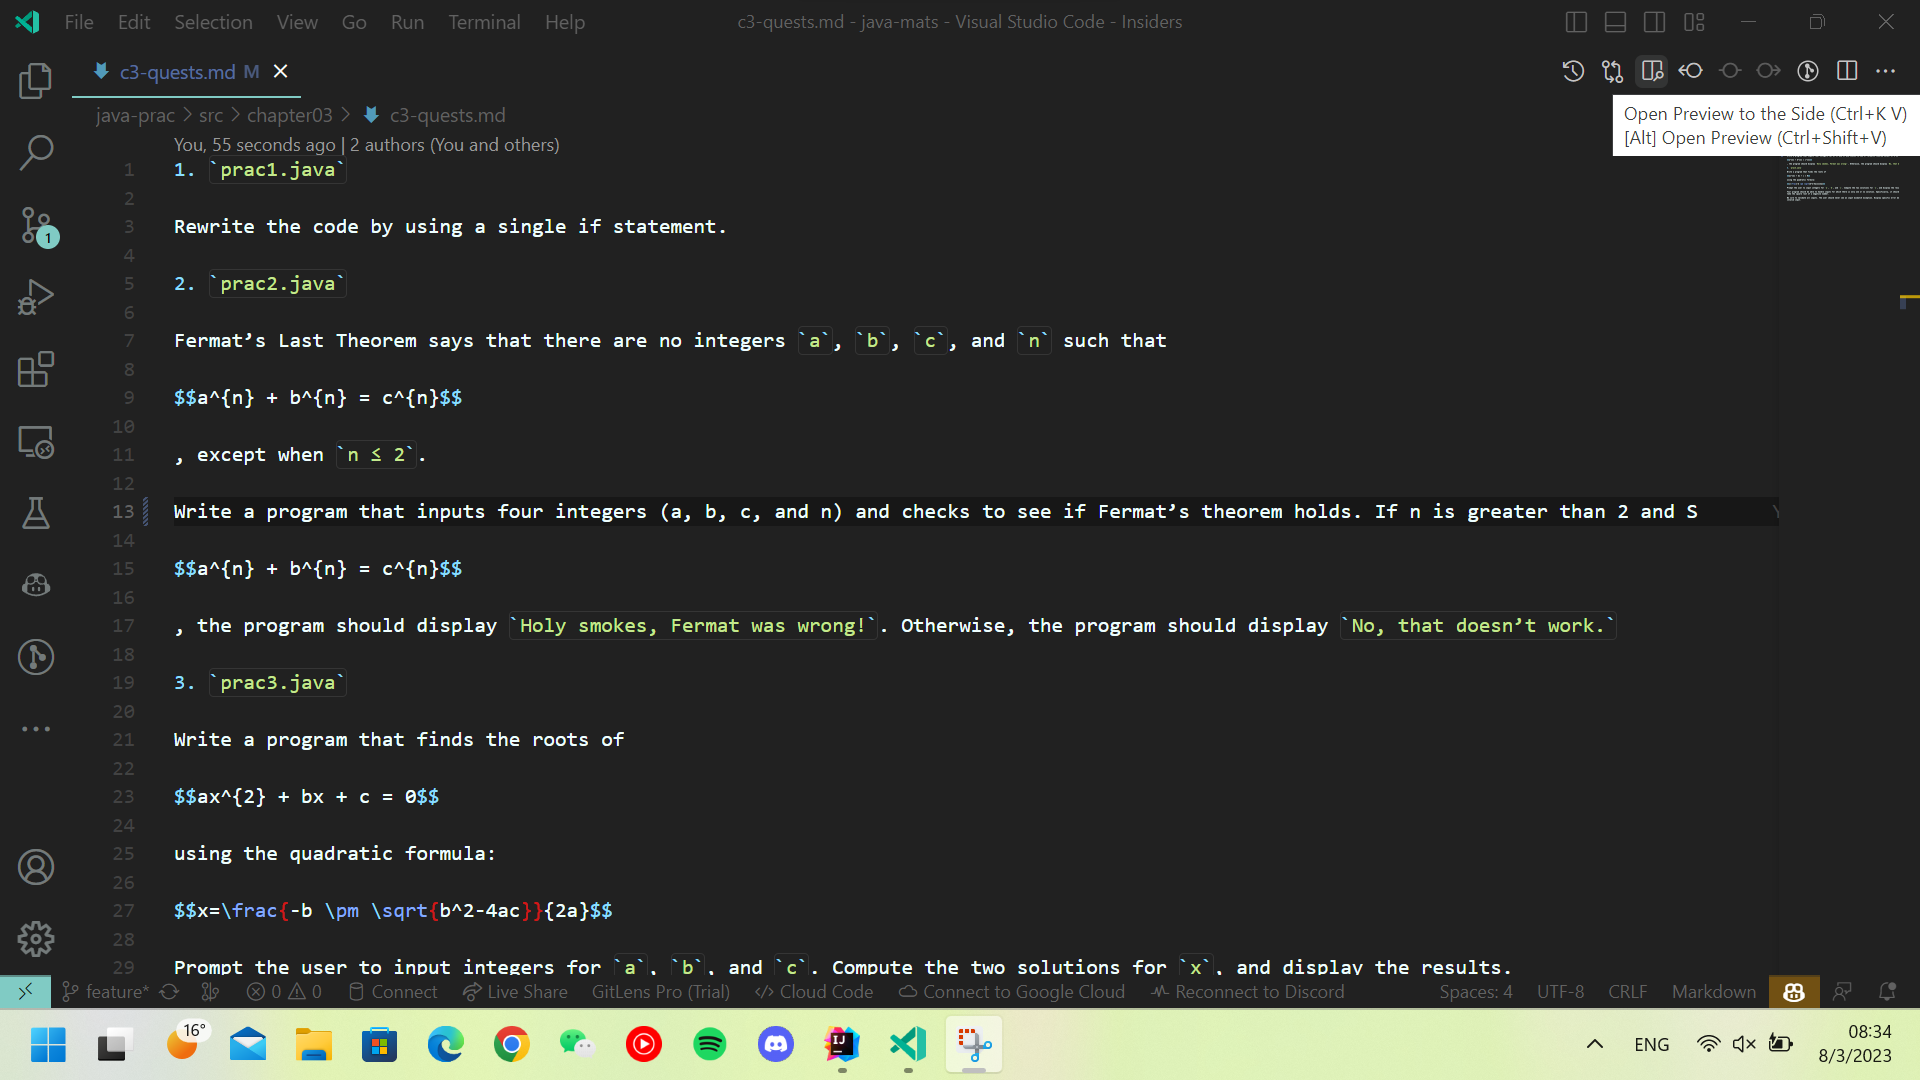 File Edit Selection View Go Run Terminal Help c3-quests.md - java-mats - Visual Studio Code - Insiders
c3-quests.md M
java-prac > src > chapter03 > c3-quests.md
Open Preview to the Side (Ctrl+K V)
[Alt] Open Preview (Ctrl+Shift+V)
You, 55 seconds ago | 2 authors (You and others)
1 1. `prac1.java`
2
3 Rewrite the code by using a single if statement.
4
5 2. `prac2.java`
6
7 Fermat’s Last Theorem says that there are no integers `a`, `b`, `c`, and `n` such that
8
9 $$a^{n} + b^{n} = c^{n}$$
10
11 , except when `n ≤ 2`.
12
13 Write a program that inputs four integers (a, b, c, and n) and checks to see if Fermat’s theorem holds. If n is greater than 2 and S
14
15 $$a^{n} + b^{n} = c^{n}$$
16
17 , the program should display `Holy smokes, Fermat was wrong!`. Otherwise, the program should display `No, that doesn’t work.`
18
19 3. `prac3.java`
20
21 Write a program that finds the roots of
22
23 $$ax^{2} + bx + c = 0$$
24
25 using the quadratic formula:
26
27 $$x=\frac{-b \pm \sqrt{b^2-4ac}}{2a}$$
28
29 Prompt the user to input integers for `a`, `b`, and `c`. Compute the two solutions for `x`, and display the results.
1
feature* 0 0 Connect Live Share GitLens Pro (Trial) Cloud Code Connect to Google Cloud Reconnect to Discord Spaces: 4 UTF-8 CRLF Markdown
16° IJ ENG 08:34
8/3/2023